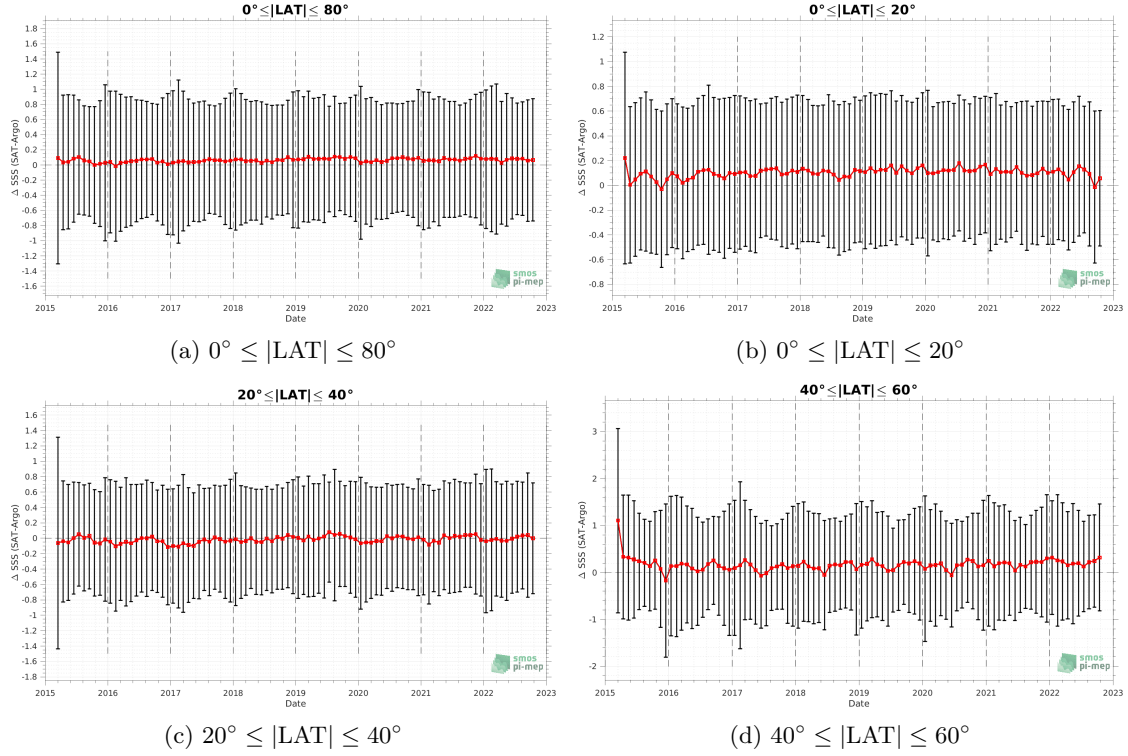 0°≤|LAT|≤ 80°
Δ SSS (SAT-Argo)
1.8
1.6
1.4
1.2
1
0.8
0.6
0.4
0.2
0
-0.2
-0.4
-0.6
-0.8
-1
-1.2
-1.4
-1.6
2015 2016 2017 2018 2019 2020 2021 2022 2023
Date
smos
pi-mep
(a) 0° ≤ |LAT| ≤ 80°
0°≤|LAT|≤ 20°
Δ SSS (SAT-Argo)
1.2
1
0.8
0.6
0.4
0.2
0
-0.2
-0.4
-0.6
-0.8
2015 2016 2017 2018 2019 2020 2021 2022 2023
Date
smos
pi-mep
(b) 0° ≤ |LAT| ≤ 20°
20°≤|LAT|≤ 40°
Δ SSS (SAT-Argo)
1.6
1.4
1.2
1
0.8
0.6
0.4
0.2
0
-0.2
-0.4
-0.6
-0.8
-1
-1.2
-1.4
-1.6
-1.8
2015 2016 2017 2018 2019 2020 2021 2022 2023
Date
smos
pi-mep
(c) 20° ≤ |LAT| ≤ 40°
40°≤|LAT|≤ 60°
Δ SSS (SAT-Argo)
3
2
1
0
-1
-2
2015 2016 2017 2018 2019 2020 2021 2022 2023
Date
smos
pi-mep
(d) 40° ≤ |LAT| ≤ 60°